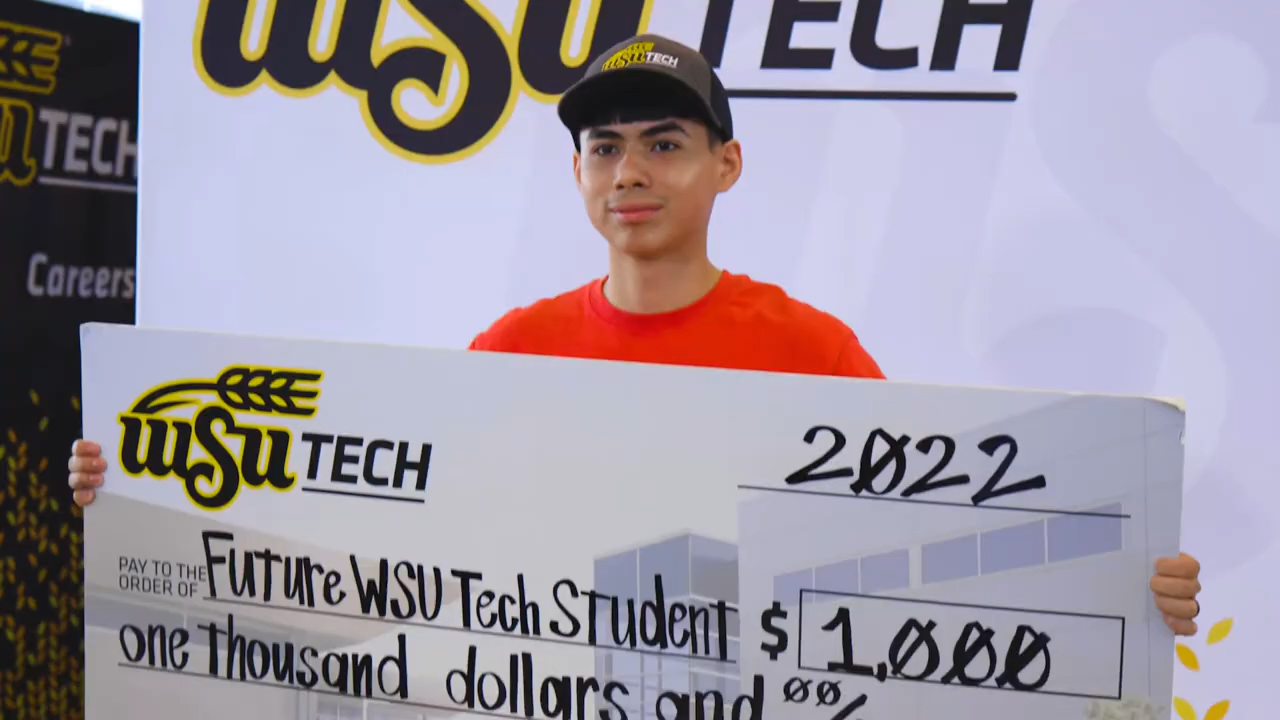 WSU TECH
WSU TECH
TECH
Careers
WSU TECH
2022
PAY TO THE
ORDER OF
Future WSU Tech Student
$ 1,000
one thousand dollars and 00/